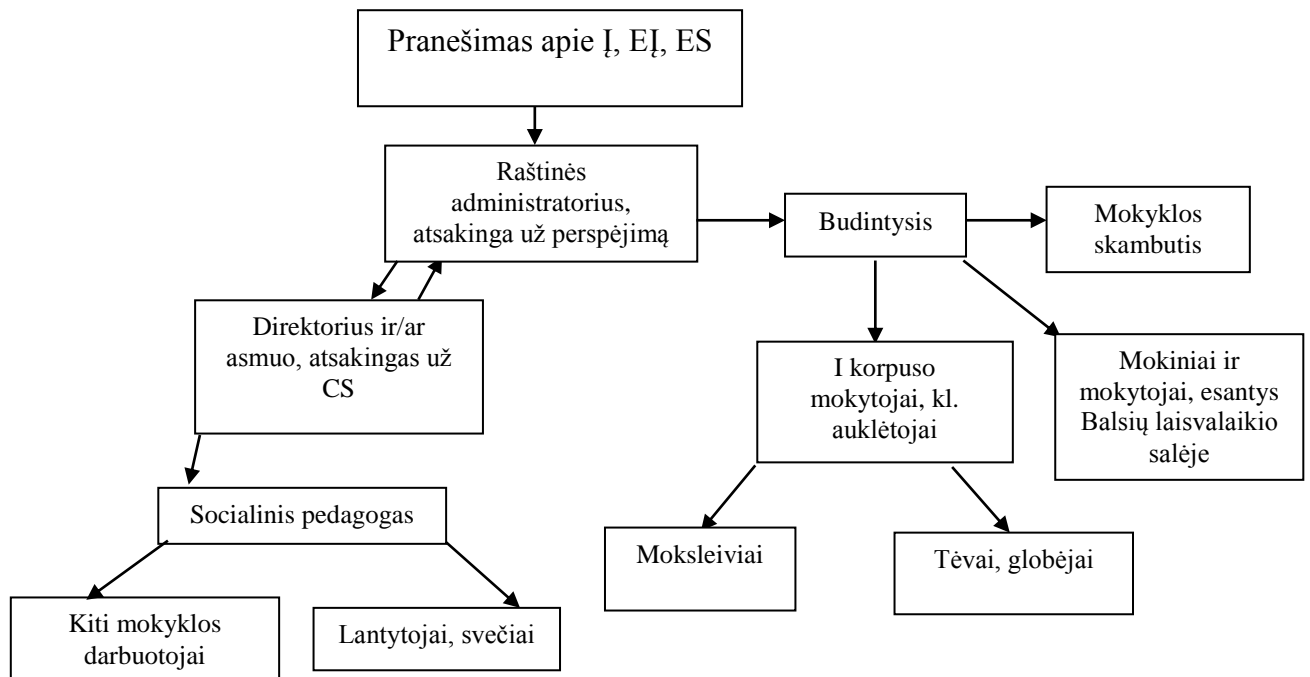 Pranešimas apie Į, EĮ, ES
Raštinės
administratorius,
atsakinga už perspėjimą
Budintysis
Mokyklos
skambutis
Direktorius ir/ar
asmuo, atsakingas už
CS
I korpuso
mokytojai, kl.
auklėtojai
Mokiniai ir
mokytojai, esantys
Balsių laisvalaikio
salėje
Socialinis pedagogas
Moksleiviai
Tėvai, globėjai
Kiti mokyklos
darbuotojai
Lantytojai, svečiai